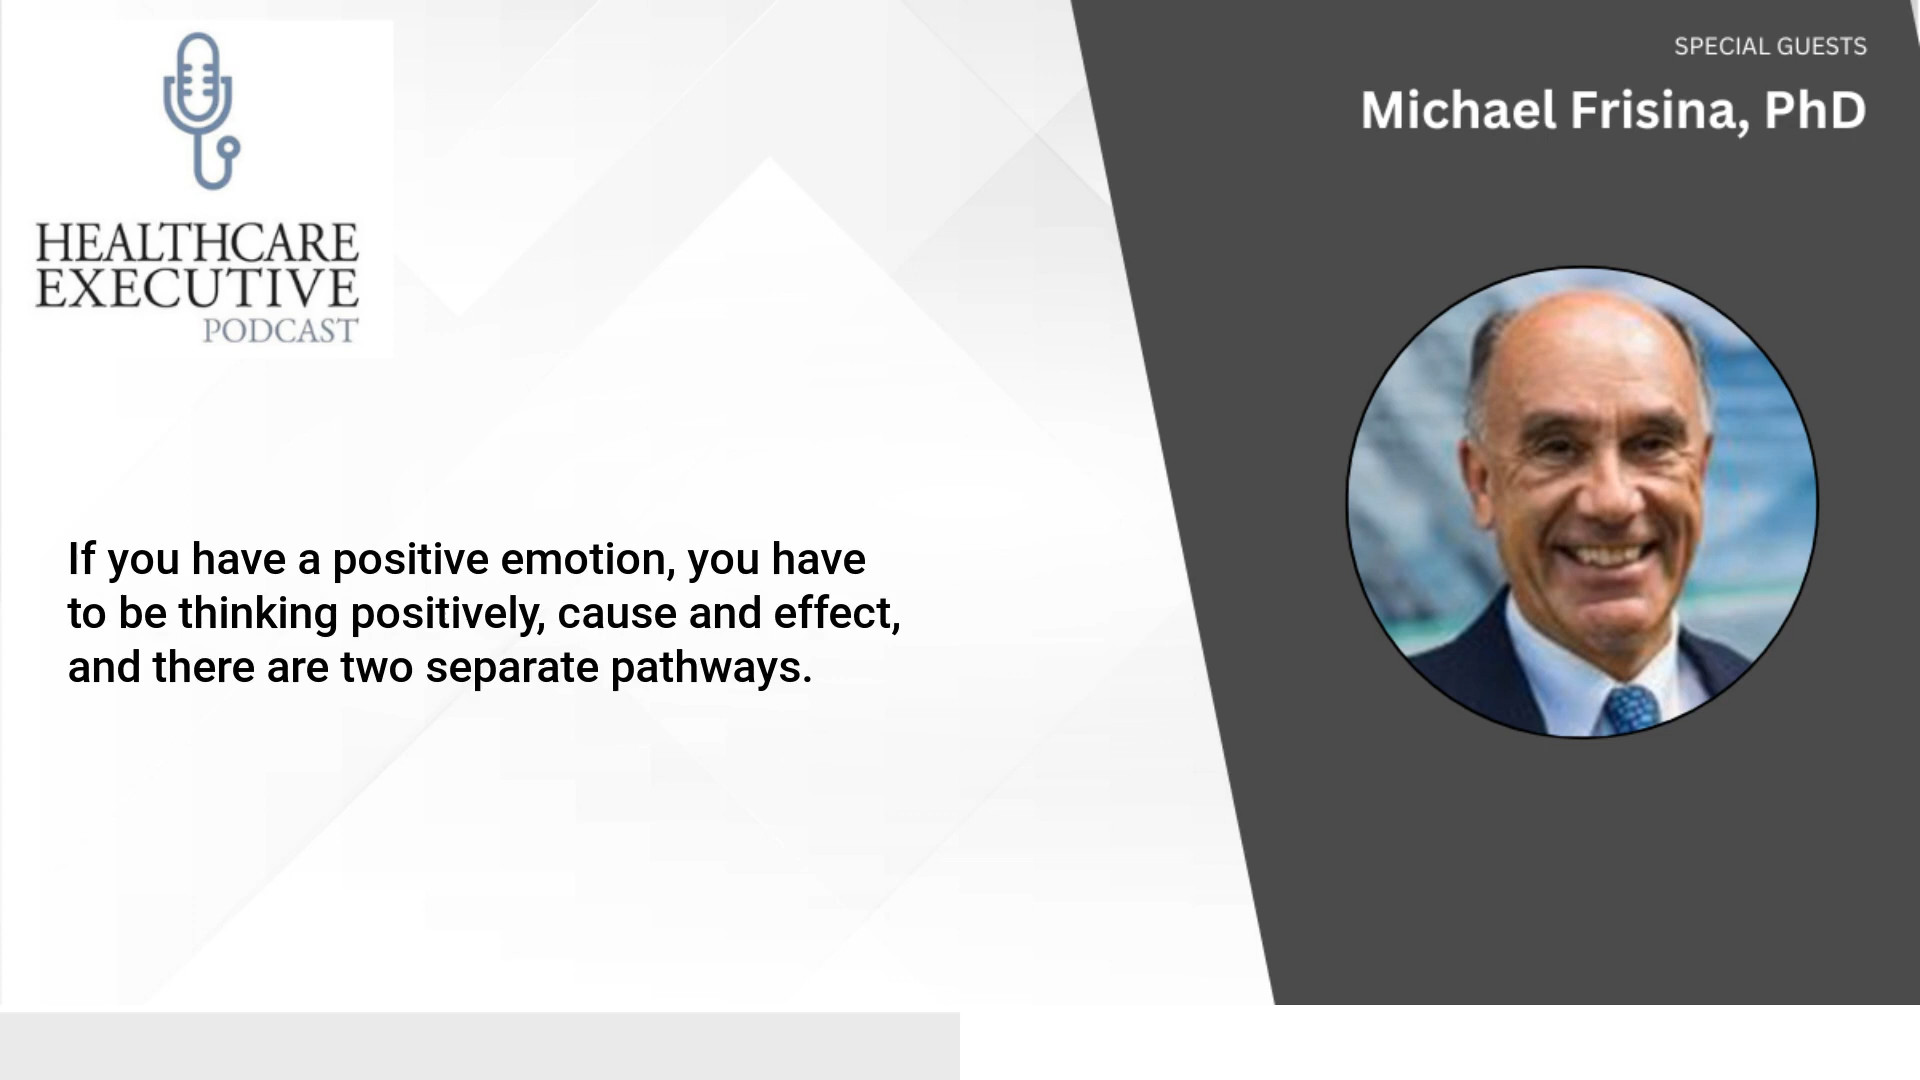 HEALTHCARE
EXECUTIVE
PODCAST
SPECIAL GUESTS
Michael Frisina, PhD
If you have a positive emotion, you have
to be thinking positively, cause and effect,
and there are two separate pathways.